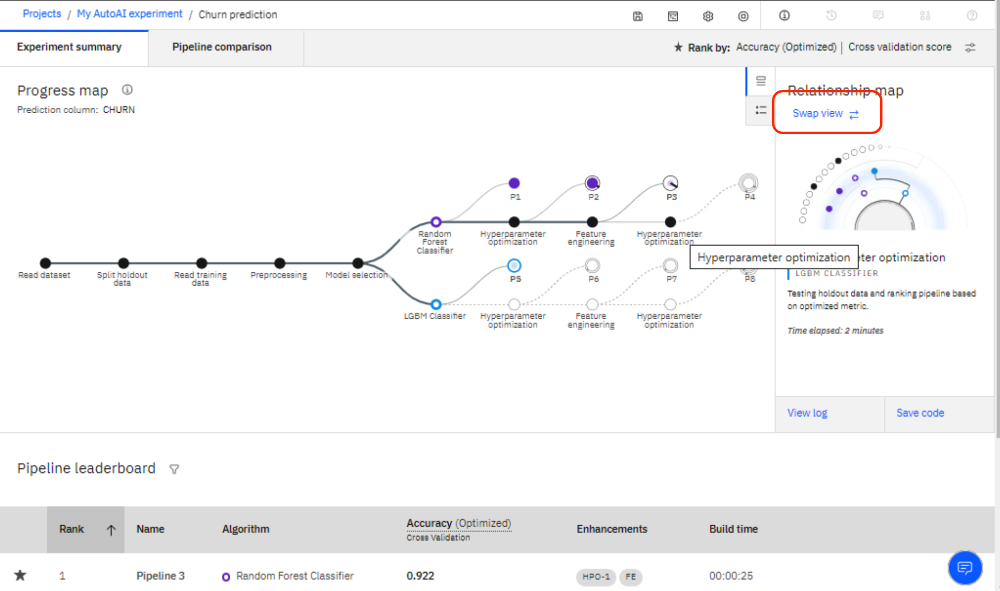 Projects / My AutoAI experiment / Churn prediction
Experiment summary
Pipeline comparison
Rank by: Accuracy (Optimized) | Cross validation score
Progress map
Prediction column: CHURN
Relationship map
Swap view
P1
P2
P3
P4
Random
Forest
Classifier
Hyperparameter
optimization
Feature
engineering
Hyperparameter
optimization
Hyperparameter optimization
ter optimization
LGBM CLASSIFIER
Read dataset
Split holdout
data
Read training
data
Preprocessing
Model selection
P5
P6
P7
P8
Testing holdout data and ranking pipeline based
on optimized metric.
Time elapsed: 2 minutes
LGBM Classifier
Hyperparameter
optimization
Feature
engineering
Hyperparameter
optimization
View log
Save code
Pipeline leaderboard
Rank
Name
Algorithm
Accuracy (Optimized)
Cross Validation
Enhancements
Build time
1
Pipeline 3
Random Forest Classifier
0.922
HPO-1
FE
00:00:25